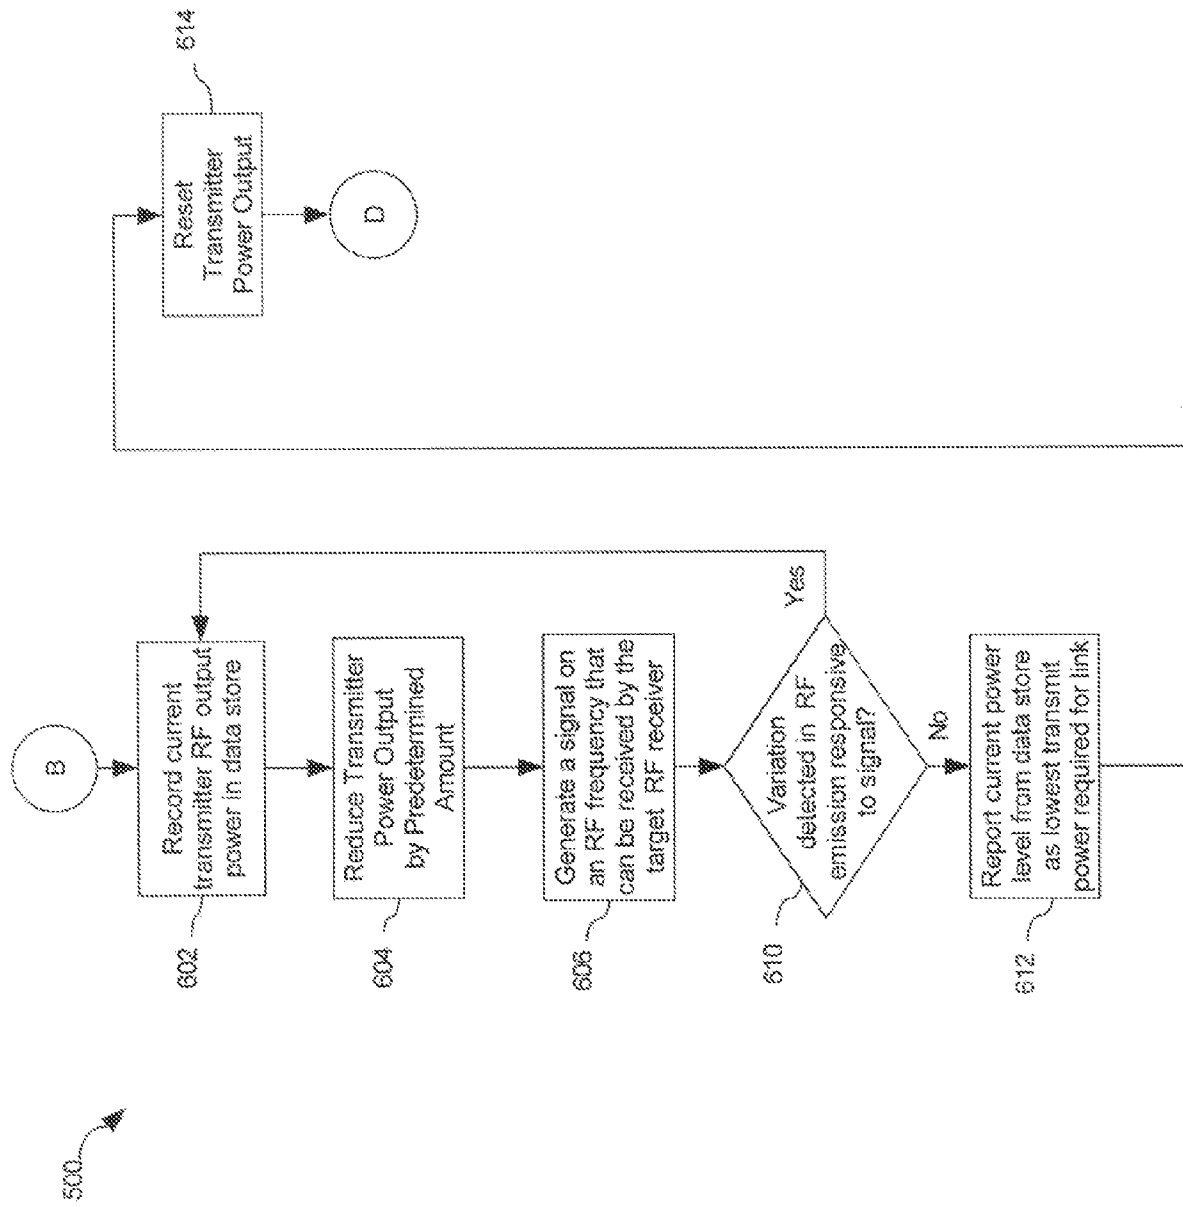 500
B
602
Record current
transmitter RF output
power in data store
604
Reduce Transmitter
Power Output
by Predetermined
Amount
606
Generate a signal on
an RF frequency that
can be received by the
target RF receiver
610
Variation
detected in RF
emission responsive
to signal?
Yes
No
612
Report current power
level from data store
as lowest transmit
power required for link
Reset
Transmitter
Power Output
614
D